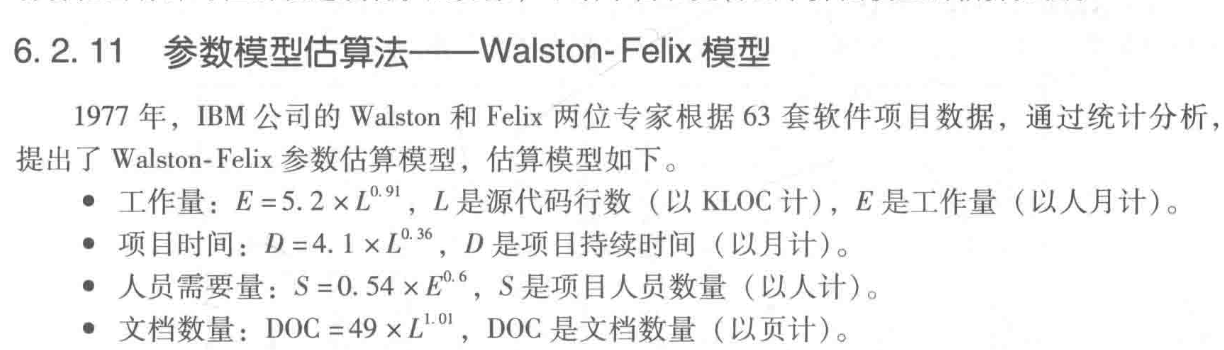 6.2.11 参数模型估算法——Walston-Felix 模型
1977 年，IBM 公司的 Walston 和 Felix 两位专家根据 63 套软件项目数据，通过统计分析，
提出了 Walston-Felix 参数估算模型，估算模型如下。
● 工作量：E = 5.2 × L^0.91，L 是源代码行数（以 KLOC 计），E 是工作量（以人月计）。
● 项目时间：D = 4.1 × L^0.36，D 是项目持续时间（以月计）。
● 人员需要量：S = 0.54 × E^0.6，S 是项目人员数量（以人计）。
● 文档数量：DOC = 49 × L^1.01，DOC 是文档数量（以页计）。